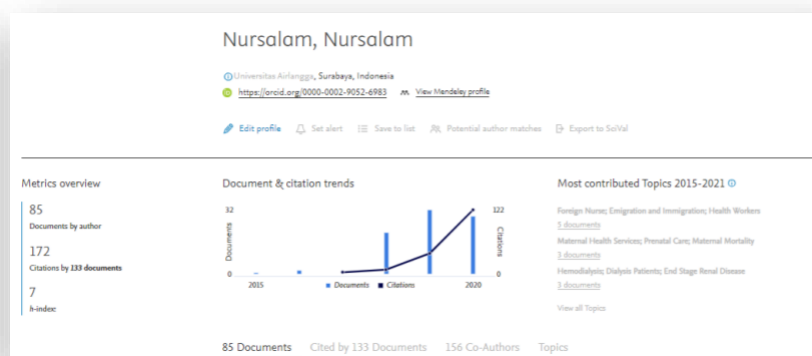 Nursalam, Nursalam
Universitas Airlangga, Surabaya, Indonesia
https://orcid.org/0000-0002-9052-6983 View Mendeley profile
Edit profile Set alert Save to list Potential author matches Export to SciVal
Metrics overview
85
Documents by author
172
Citations by 133 documents
7
h-index:
Document & citation trends
32
Documents
0
2015
Documents Citations
2020
122
Citations
0
Most contributed Topics 2015-2021
Foreign Nurse; Emigration and Immigration; Health Workers
5 documents
Maternal Health Services; Prenatal Care; Maternal Mortality
3 documents
Hemodialysis; Dialysis Patients; End Stage Renal Disease
3 documents
View all Topics
85 Documents Cited by 133 Documents 156 Co-Authors Topics